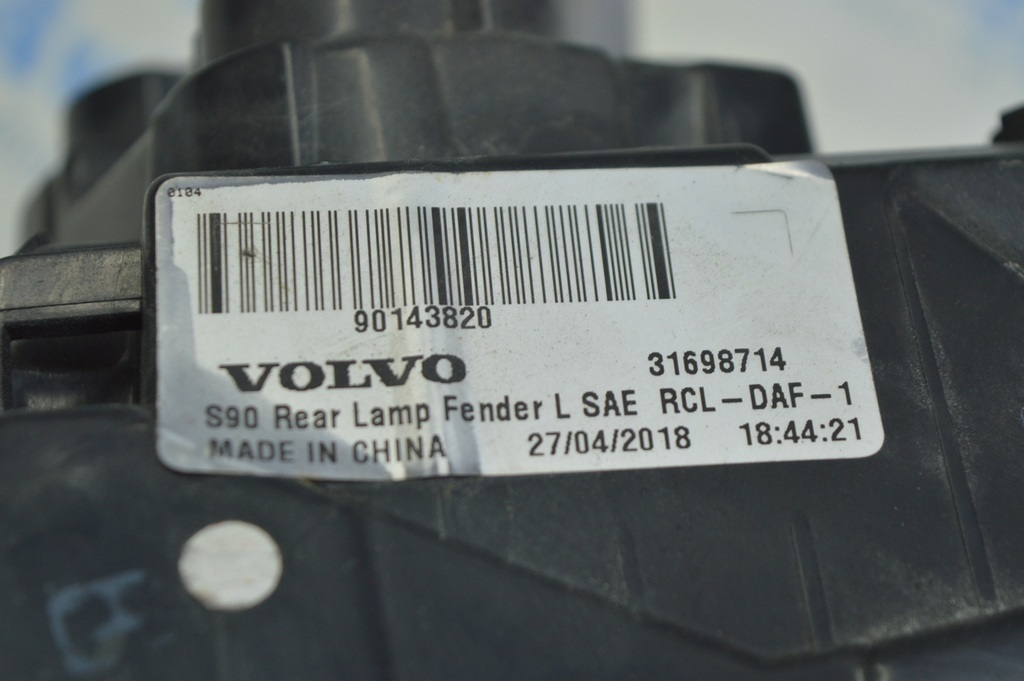 0104
90143820
VOLVO 31698714
S90 Rear Lamp Fender L SAE RCL-DAF-1
MADE IN CHINA 27/04/2018 18:44:21